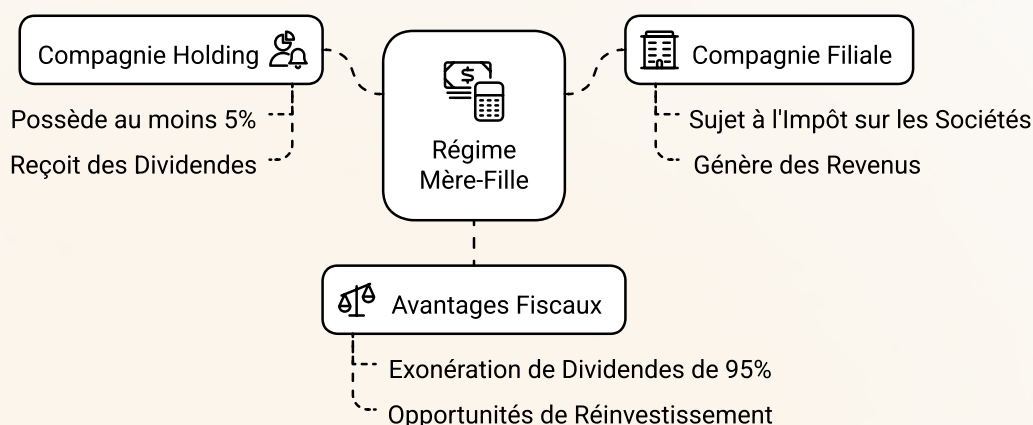 Compagnie Holding
Possède au moins 5%
Reçoit des Dividendes
$
Régime
Mère-Fille
Compagnie Filiale
Sujet à l'Impôt sur les Sociétés
Génère des Revenus
Avantages Fiscaux
Exonération de Dividendes de 95%
Opportunités de Réinvestissement